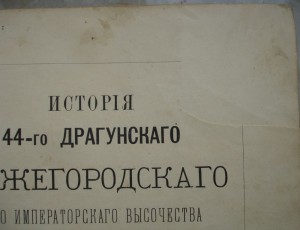 ИСТОРІЯ
44-го ДРАГУНСКАГО
ЖЕГОРОДСКАГО
О ИМПЕРАТОРСКАГО ВЫСОЧЕСТВА